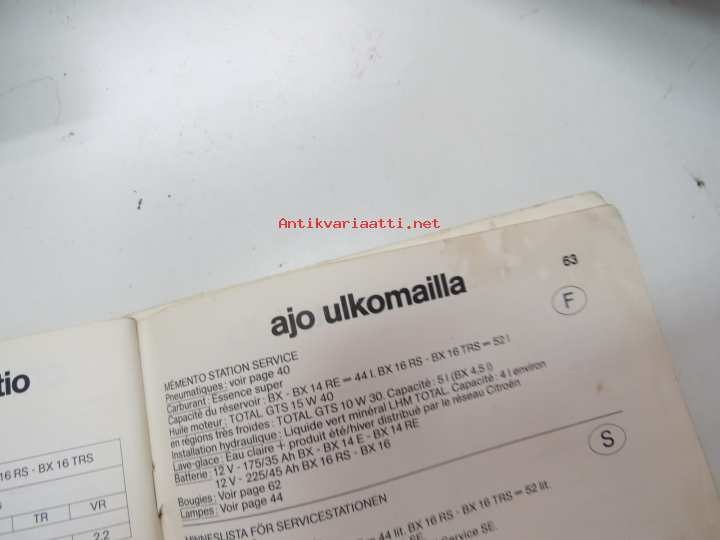 Antikvariaatti.net
tio
16 RS - BX 16 TRS
TR VR
2,2
63
ajo ulkomailla
F
MÉMENTO STATION SERVICE
Pneumatiques: voir page 40
Carburant: Essence super
Capacité du réservoir: BX - BX 14 RE = 44 l. BX 16 RS - BX 16 TRS = 52 l
Huile moteur: TOTAL GTS 15 W 40
en régions très froides: TOTAL GTS 10 W 30. Capacité: 5 l (BX 4.5 l)
Installation hydraulique: Liquide vert minéral LHM TOTAL. Capacité: 4 l environ
Lave-glace: Eau claire + produit été/hiver distribué par le réseau Citroën
Batterie: 12 V - 175/35 Ah BX - BX 14 E - BX 14 RE
12 V - 225/45 Ah BX 16 RS - BX 16
Bougies: Voir page 62
Lampes: Voir page 44
S
MINNESLISTA FÖR SERVICESTATIONEN
= 44 lit. BX 16 RS - BX 16 TRS = 52 lit.
Service SE.